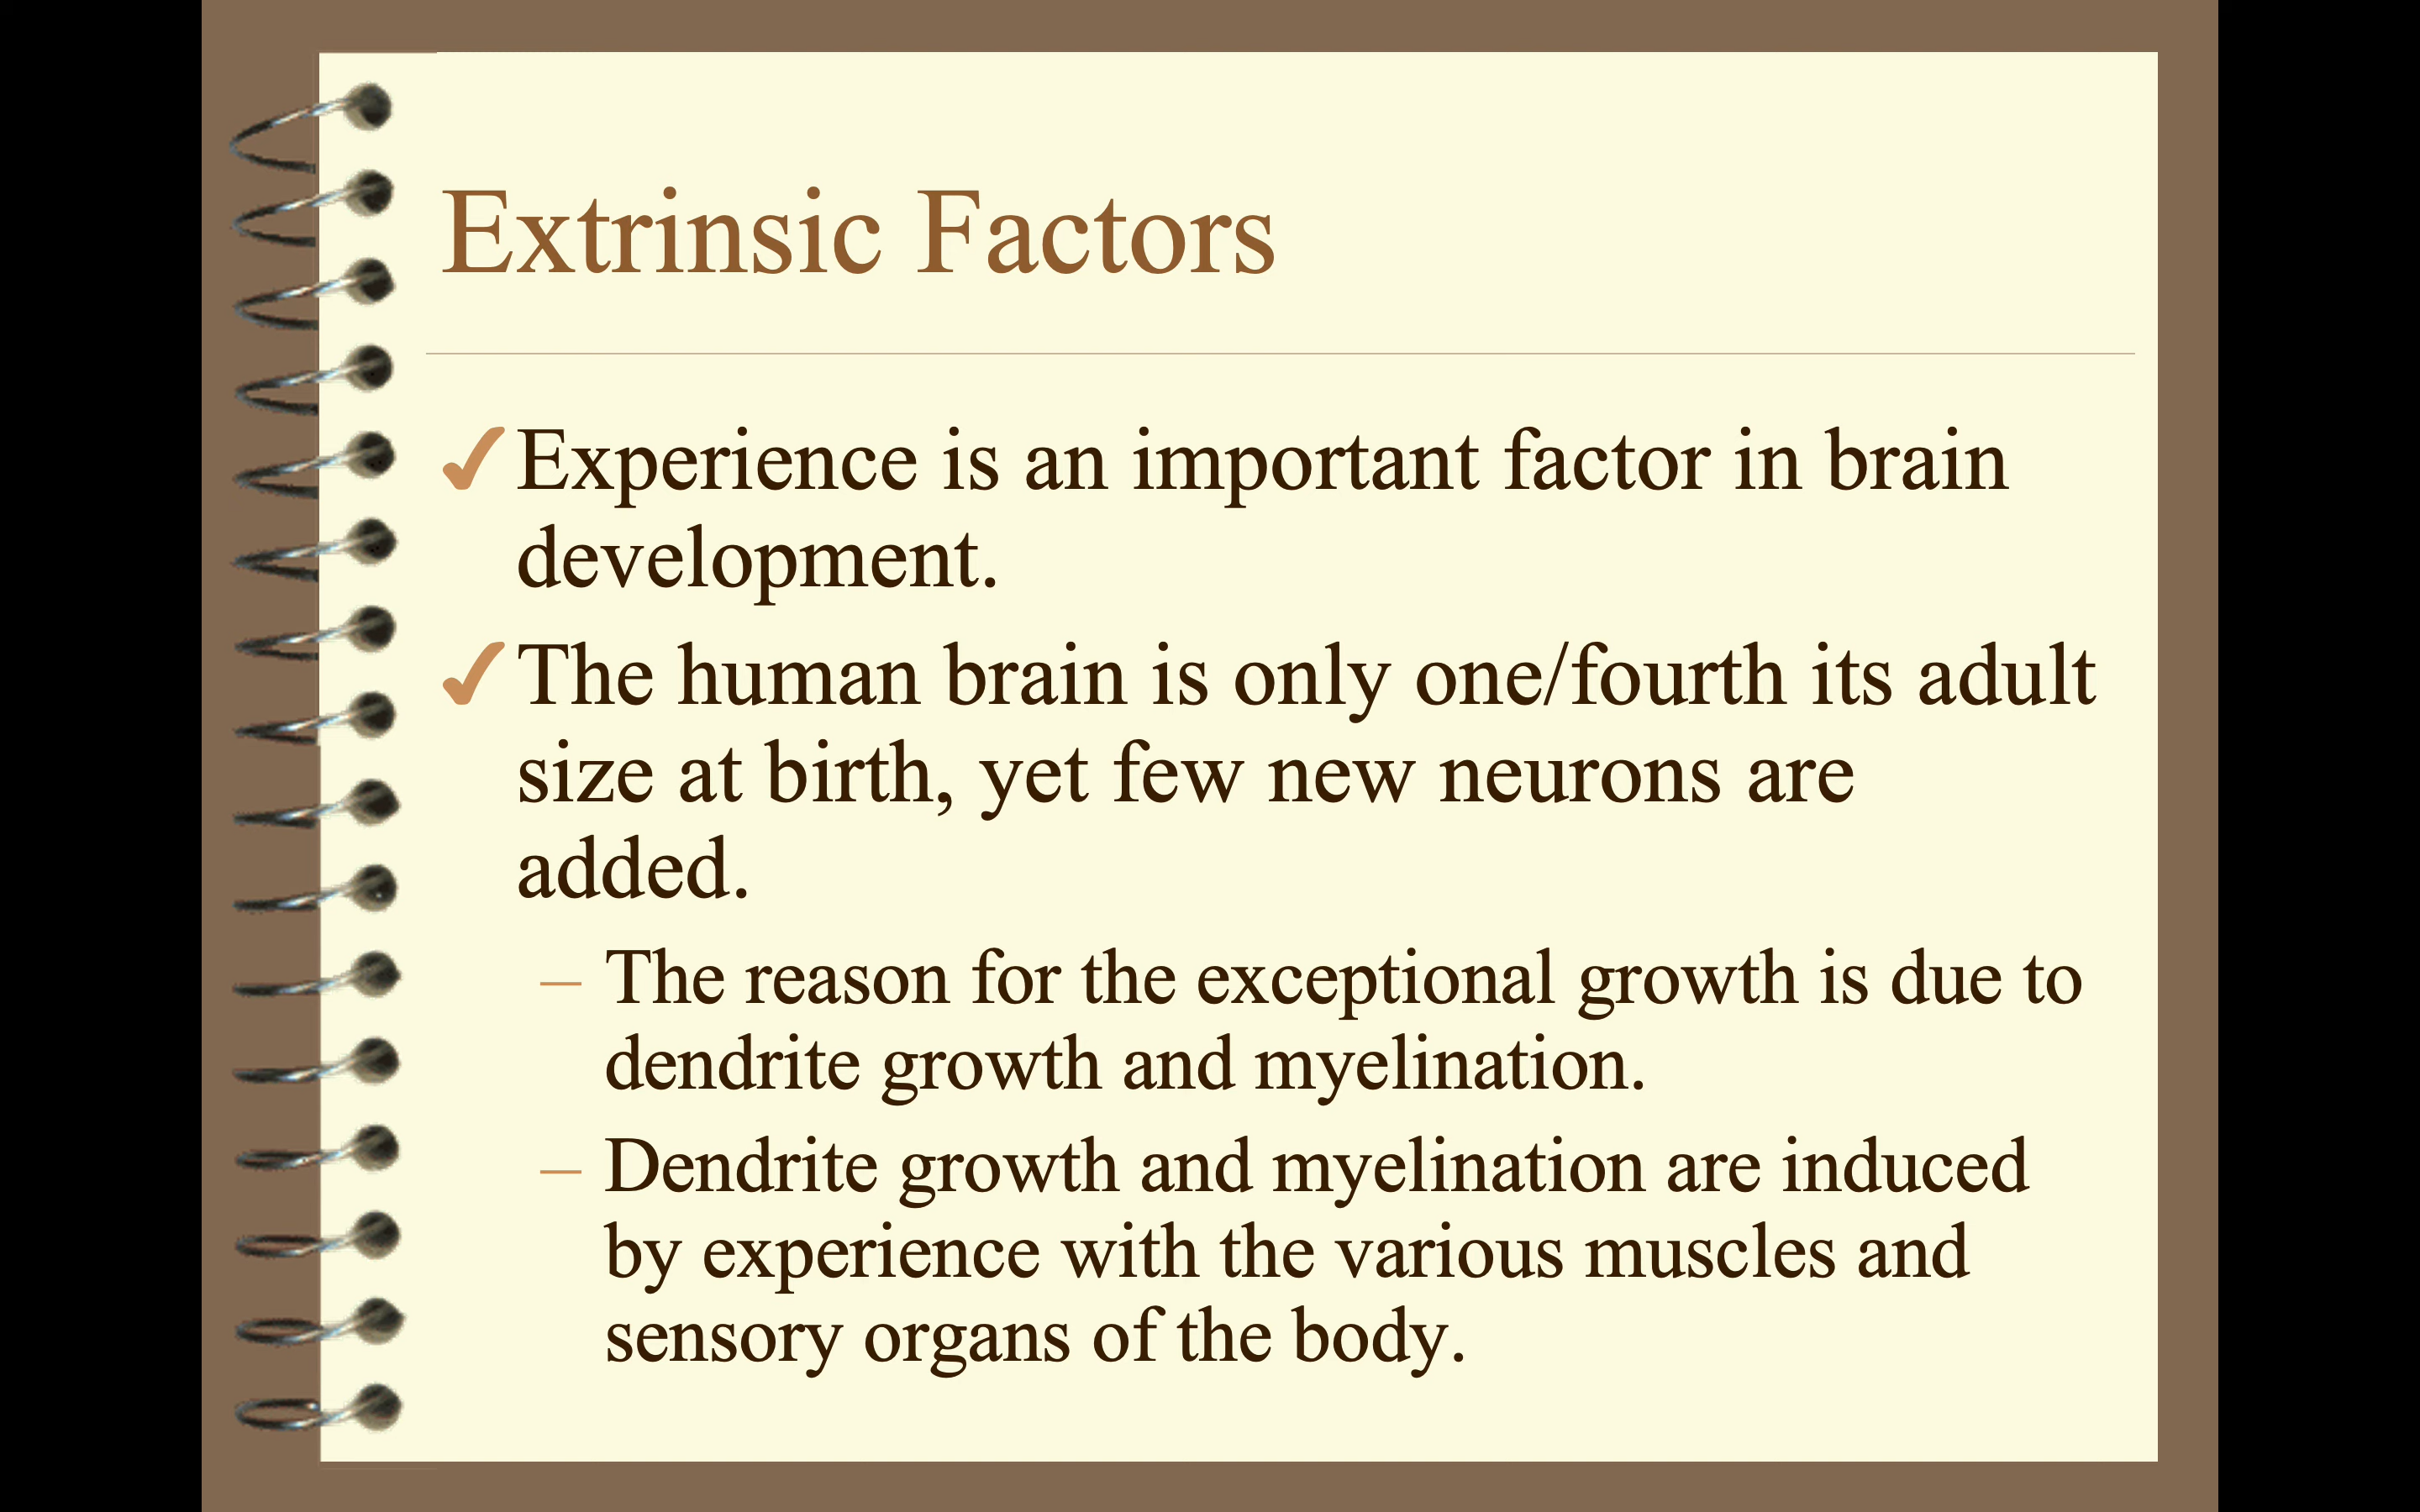 Extrinsic Factors
✓Experience is an important factor in brain
development.
✓The human brain is only one/fourth its adult
size at birth, yet few new neurons are
added.
– The reason for the exceptional growth is due to
dendrite growth and myelination.
– Dendrite growth and myelination are induced
by experience with the various muscles and
sensory organs of the body.